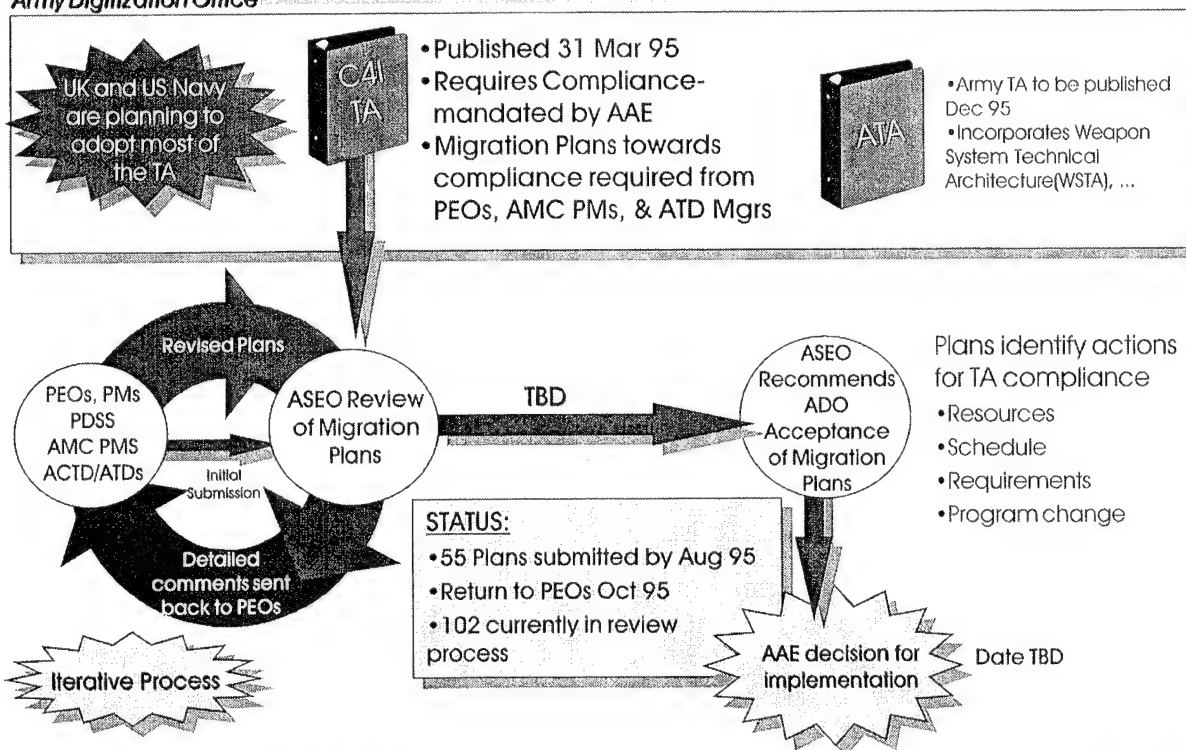 Army Digitization Office
UK and US Navy
are planning to
adopt most of
the TA
C4I
TA
•Published 31 Mar 95
•Requires Compliance-
mandated by AAE
•Migration Plans towards
compliance required from
PEOs, AMC PMs, & ATD Mgrs
ATA
•Army TA to be published
Dec 95
•Incorporates Weapon
System Technical
Architecture(WSTA), ...
Revised Plans
PEOs, PMs
PDSS
AMC PMS
ACTD/ATDs
Initial
Submission
ASEO Review
of Migration
Plans
Detailed
comments sent
back to PEOs
Iterative Process
TBD
ASEO
Recommends
ADO
Acceptance
of Migration
Plans
Plans identify actions
for TA compliance
•Resources
•Schedule
•Requirements
•Program change
STATUS:
•55 Plans submitted by Aug 95
•Return to PEOs Oct 95
•102 currently in review
process
AAE decision for
implementation
Date TBD